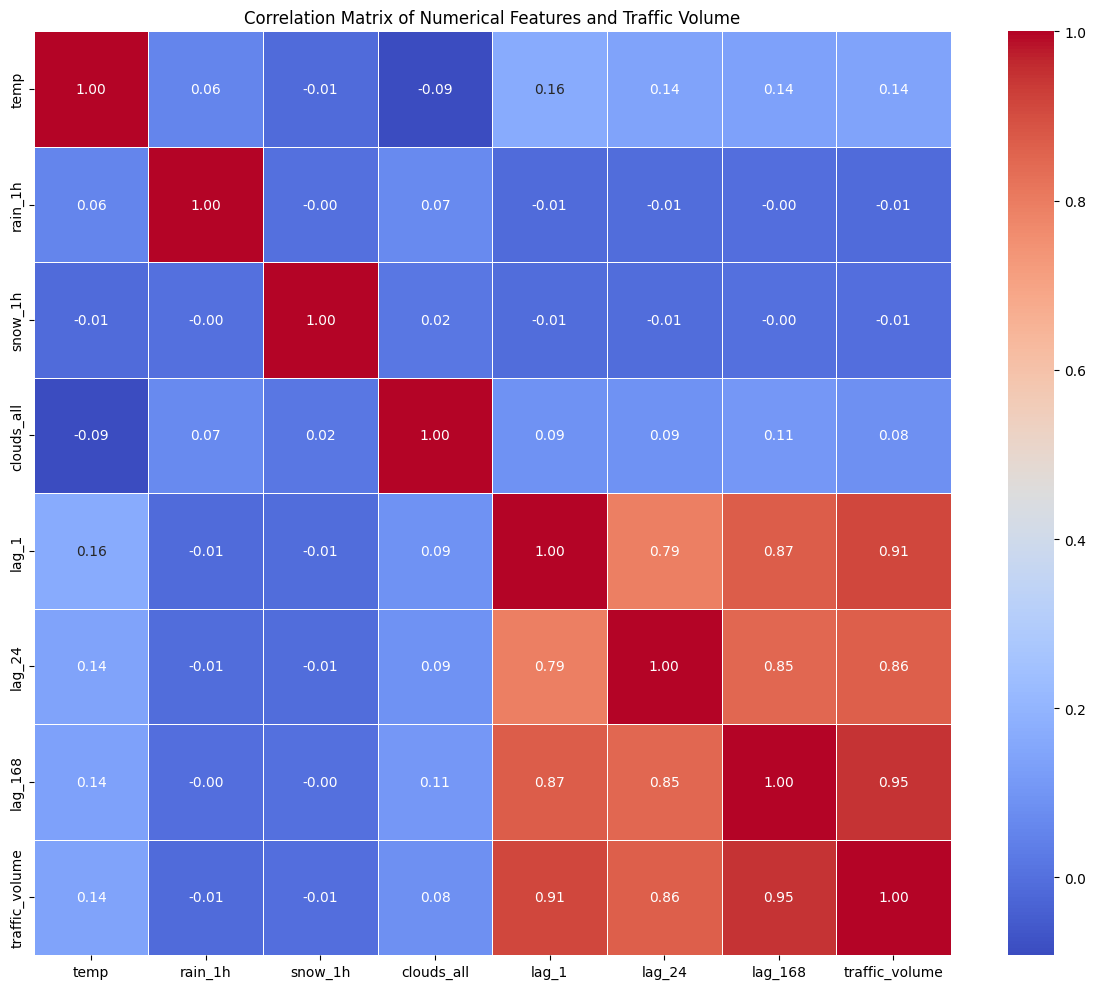 Correlation Matrix of Numerical Features and Traffic Volume
temp 1.00 0.06 -0.01 -0.09 0.16 0.14 0.14 0.14
rain_1h 0.06 1.00 -0.00 0.07 -0.01 -0.01 -0.00 -0.01
snow_1h -0.01 -0.00 1.00 0.02 -0.01 -0.01 -0.00 -0.01
clouds_all -0.09 0.07 0.02 1.00 0.09 0.09 0.11 0.08
lag_1 0.16 -0.01 -0.01 0.09 1.00 0.79 0.87 0.91
lag_24 0.14 -0.01 -0.01 0.09 0.79 1.00 0.85 0.86
lag_168 0.14 -0.00 -0.00 0.11 0.87 0.85 1.00 0.95
traffic_volume 0.14 -0.01 -0.01 0.08 0.91 0.86 0.95 1.00
temp rain_1h snow_1h clouds_all lag_1 lag_24 lag_168 traffic_volume
1.0
0.8
0.6
0.4
0.2
0.0